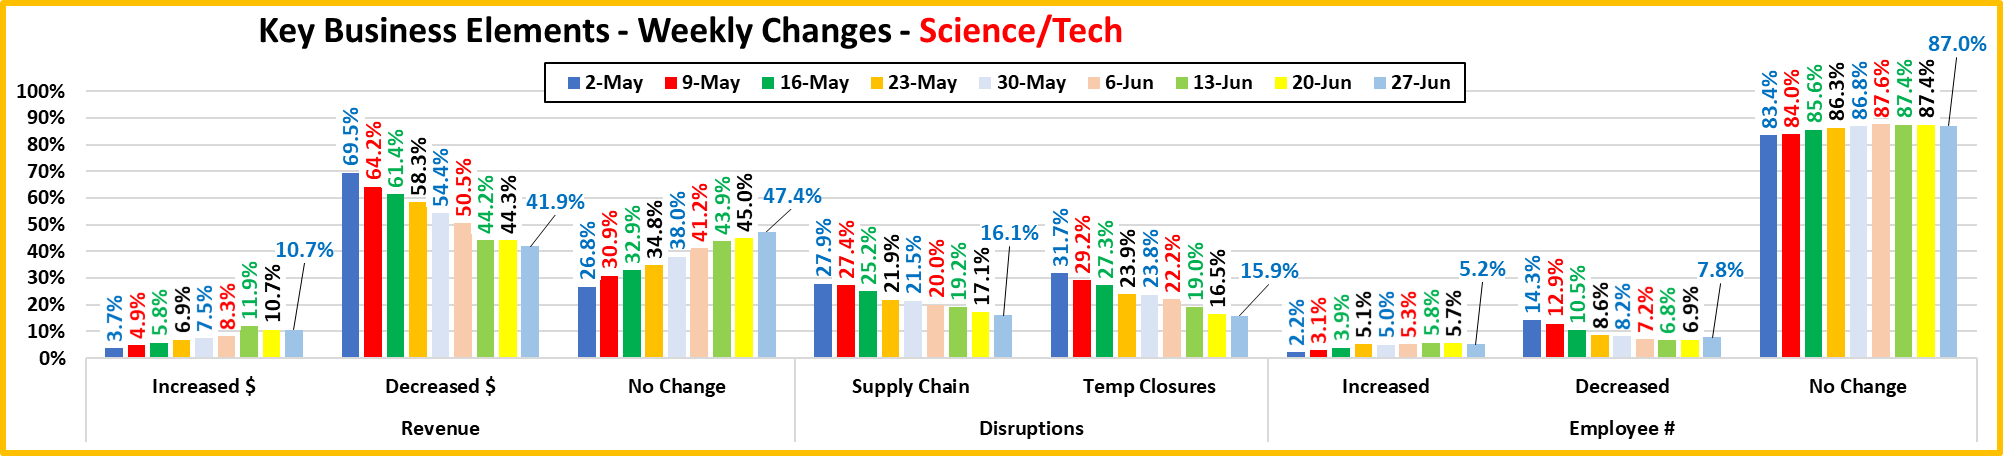 Key Business Elements - Weekly Changes - Science/Tech
2-May 9-May 16-May 23-May 30-May 6-Jun 13-Jun 20-Jun 27-Jun
100%
90%
80%
70%
60%
50%
40%
30%
20%
10%
0%
3.7% 4.9% 5.8% 6.9% 7.5% 8.3% 11.9% 10.7% 10.7%
69.5% 64.2% 61.4% 58.3% 54.4% 50.5% 44.2% 44.3% 41.9%
26.8% 30.9% 32.9% 34.8% 38.0% 41.2% 43.9% 45.0% 47.4%
27.9% 27.4% 25.2% 21.9% 21.5% 20.0% 19.2% 17.1% 16.1%
31.7% 29.2% 27.3% 23.9% 23.8% 22.2% 19.0% 16.5% 15.9%
2.2% 3.1% 3.9% 5.1% 5.0% 5.3% 5.8% 5.7% 5.2%
14.3% 12.9% 10.5% 8.6% 8.2% 7.2% 6.8% 6.9% 7.8%
83.4% 84.0% 85.6% 86.3% 86.8% 87.6% 87.4% 87.4% 87.0%
Increased $ Decreased $ No Change Supply Chain Temp Closures Increased Decreased No Change
Revenue Disruptions Employee #